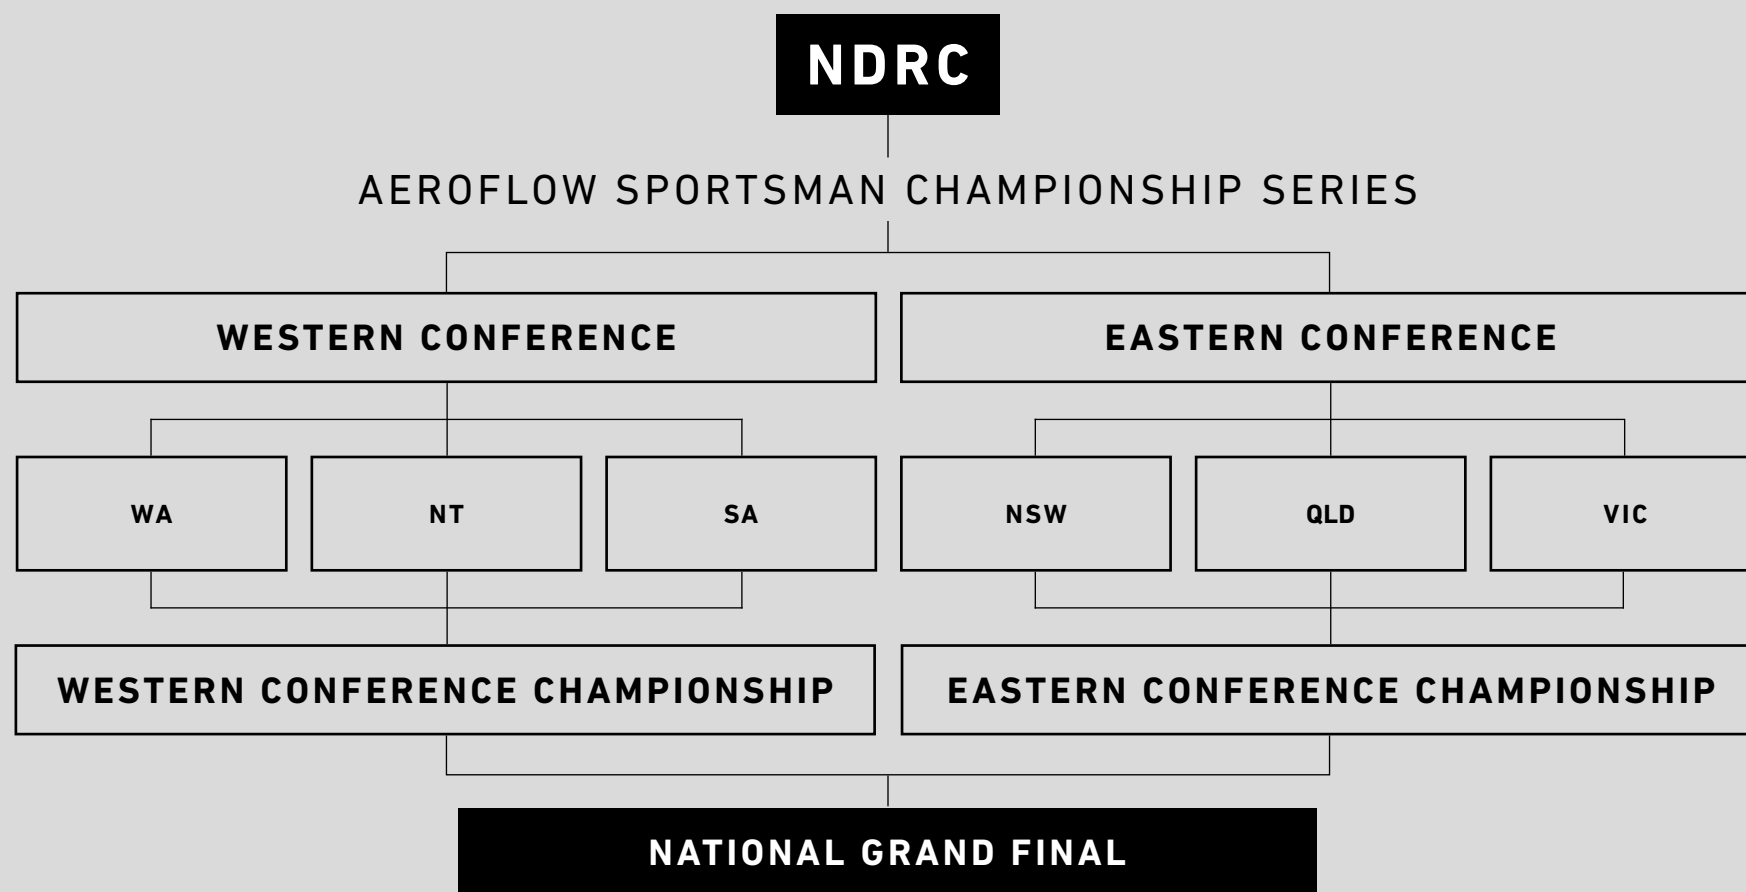 NDRC
AEROFLOW SPORTSMAN CHAMPIONSHIP SERIES
WESTERN CONFERENCE
EASTERN CONFERENCE
WA
NT
SA
NSW
QLD
VIC
WESTERN CONFERENCE CHAMPIONSHIP
EASTERN CONFERENCE CHAMPIONSHIP
NATIONAL GRAND FINAL